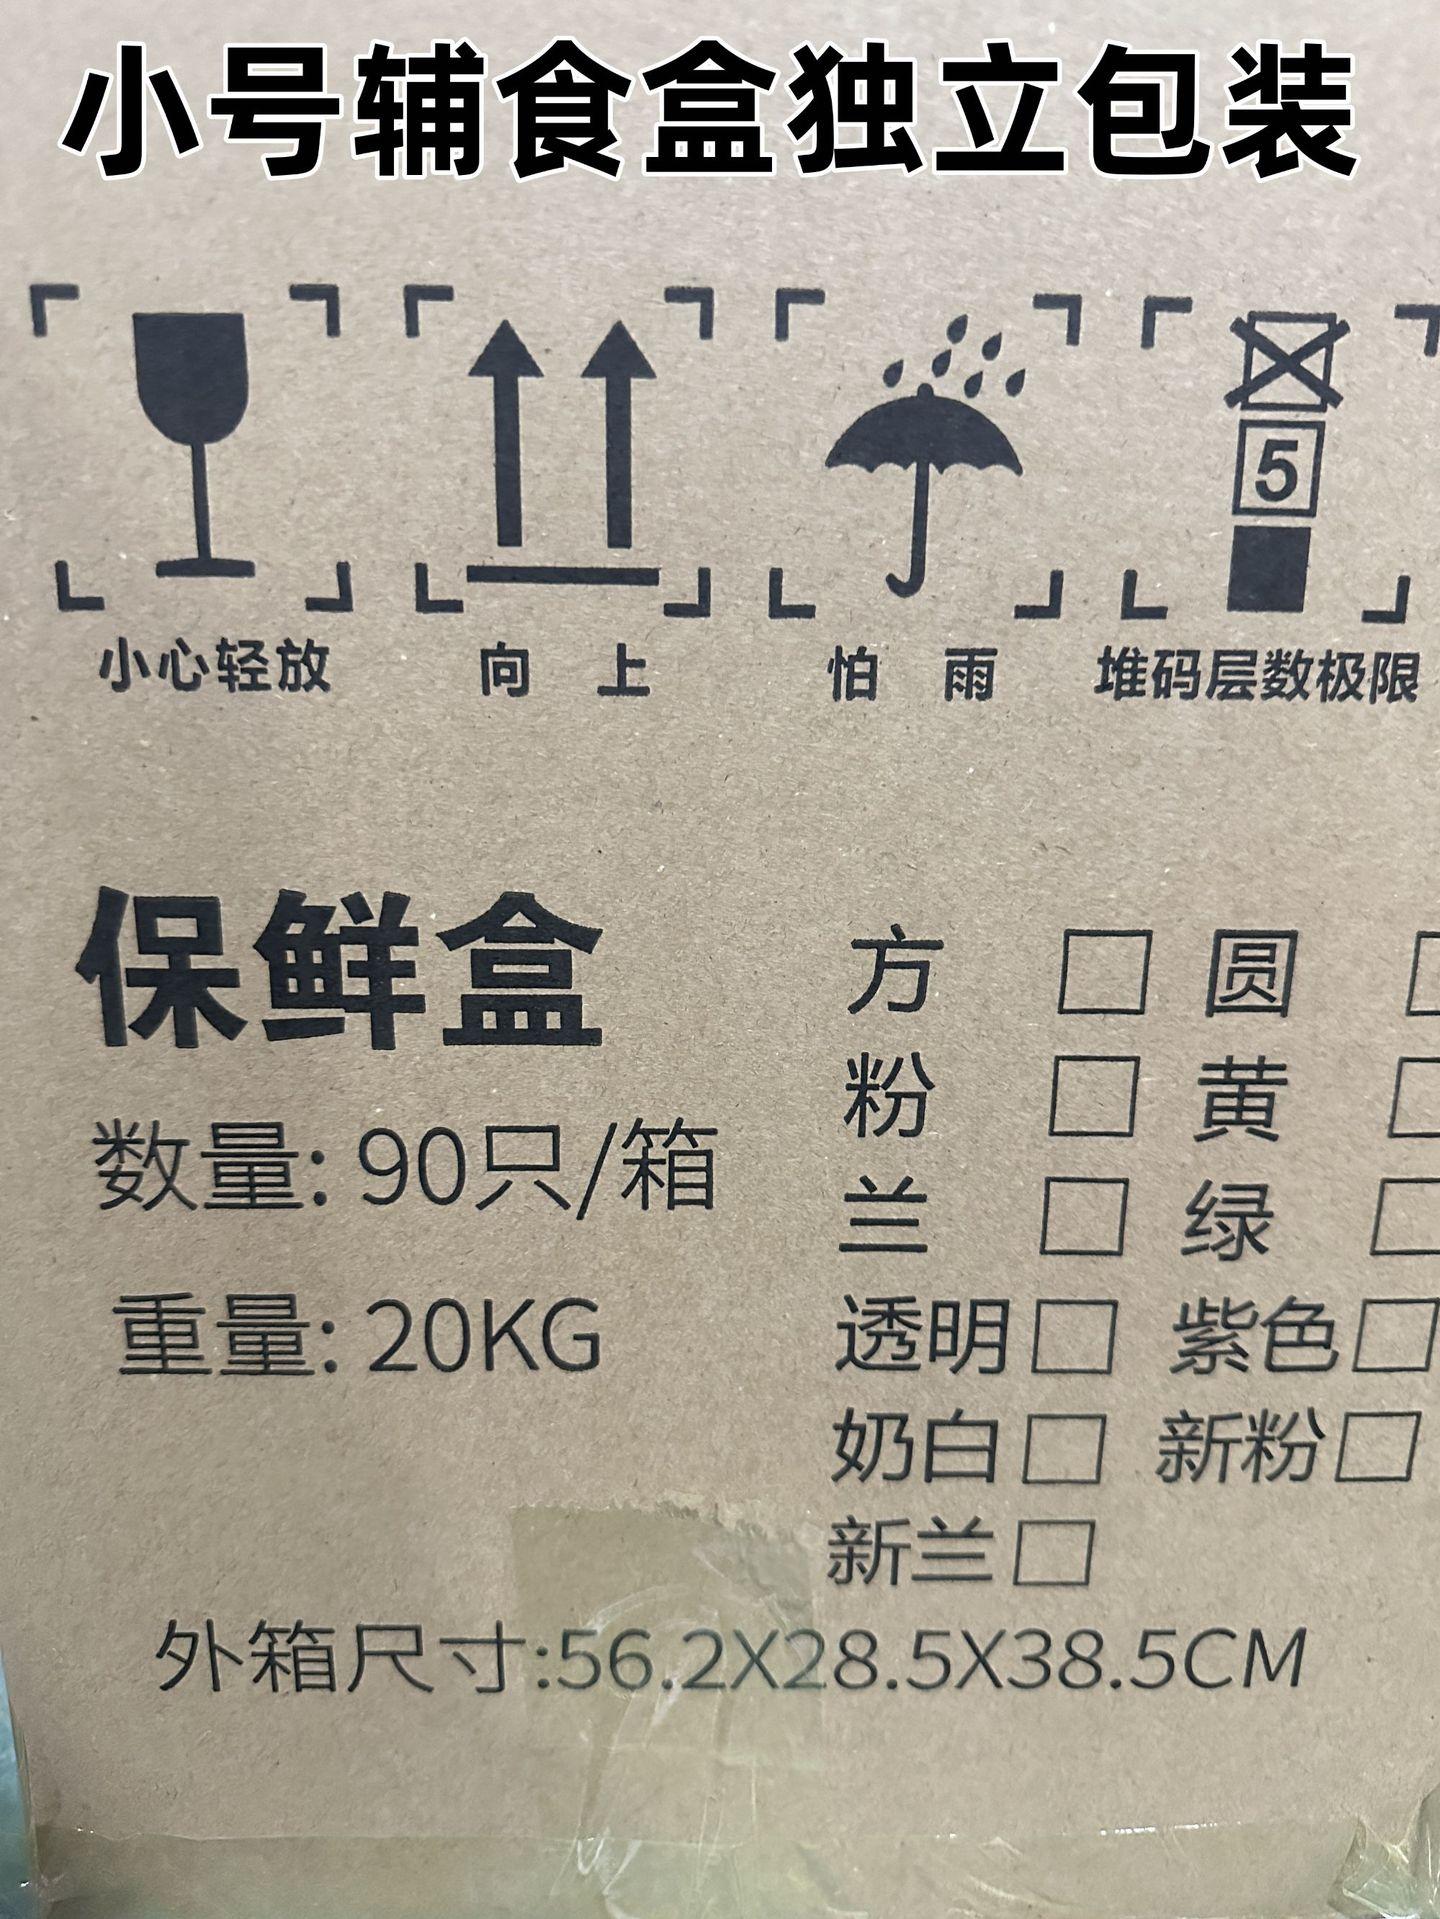 小号辅食盒独立包装
5
小心轻放 向上 怕雨 堆码层数极限
保鲜盒
方 □ 圆 □
粉 □ 黄 □
数量: 90只/箱
兰 □ 绿 □
重量: 20KG
透明 □ 紫色 □
奶白 □ 新粉 □
新兰 □
外箱尺寸:56.2X28.5X38.5CM